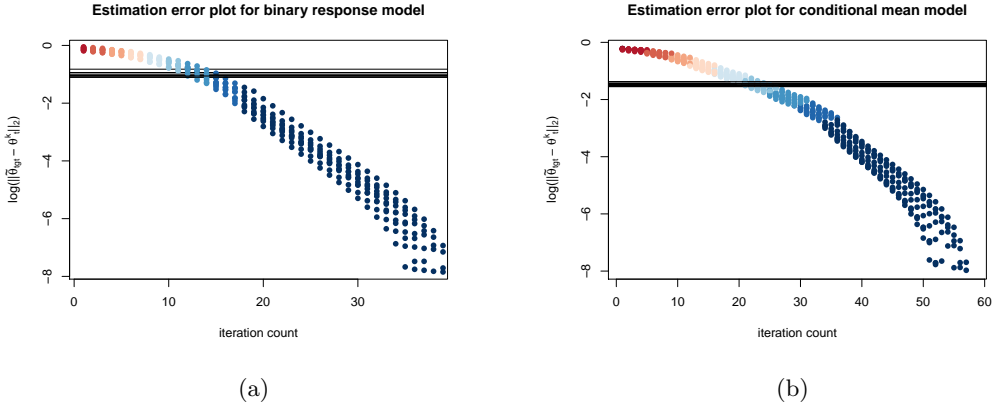 Estimation error plot for binary response model
log(||θ̃tgt − θ^k_t||2)
0
−2
−4
−6
−8
0 10 20 30
iteration count
(a)
Estimation error plot for conditional mean model
log(||θ̃tgt − θ^k_t||2)
0
−2
−4
−6
−8
0 10 20 30 40 50 60
iteration count
(b)